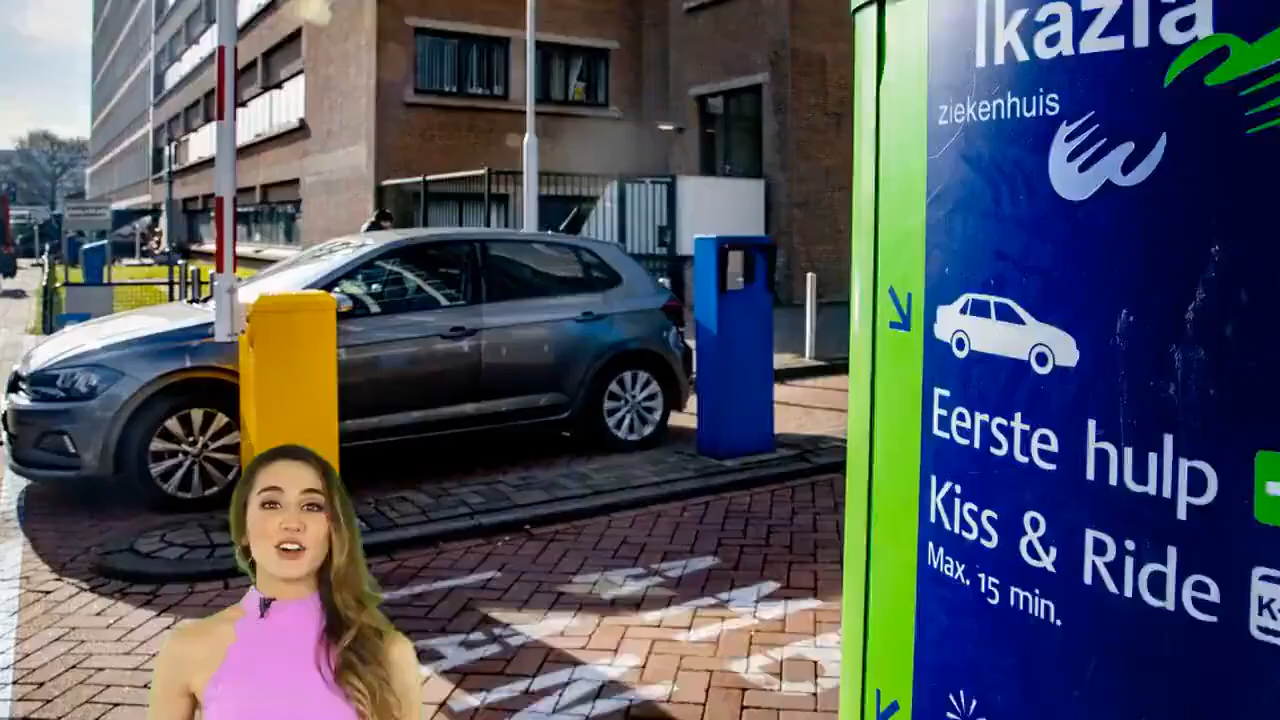 Ikazia
ziekenhuis
Eerste hulp
Kiss & Ride
Max. 15 min.
K